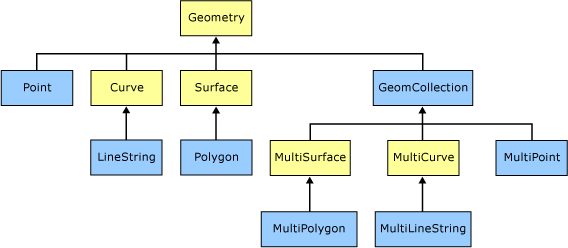 Geometry
Point
Curve
Surface
GeomCollection
LineString
Polygon
MultiSurface
MultiCurve
MultiPoint
MultiPolygon
MultiLineString